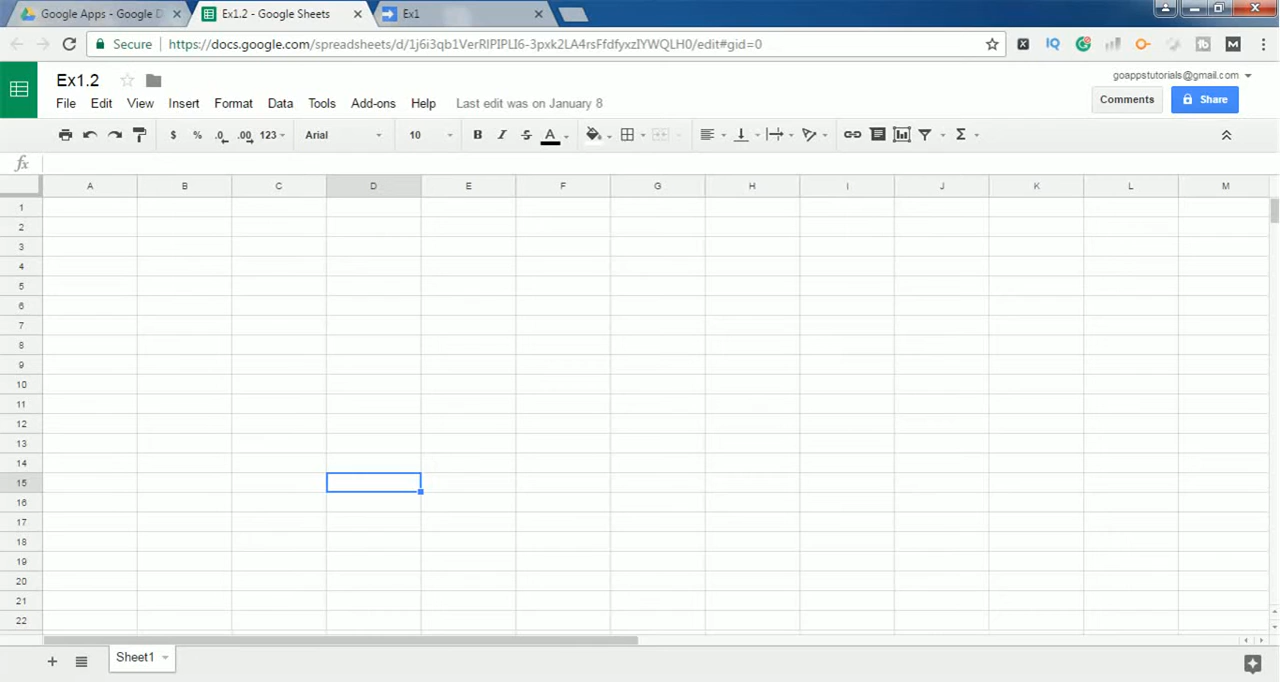 Google Apps - Google D
Ex1.2 - Google Sheets
Ex1
Secure
https://docs.google.com/spreadsheets/d/1j6i3qb1VerRlPIPLI6-3pxk2LA4rsFfdfyxzIYWQLH0/edit#gid=0
IQ
M
Ex1.2
goappstutorials@gmail.com
File Edit View Insert Format Data Tools Add-ons Help Last edit was on January 8
Comments
Share
$ % .0 .00 123 Arial 10 B I S A Σ
fx
A B C D E F G H I J K L M
1
2
3
4
5
6
7
8
9
10
11
12
13
14
15
16
17
18
19
20
21
22
Sheet1